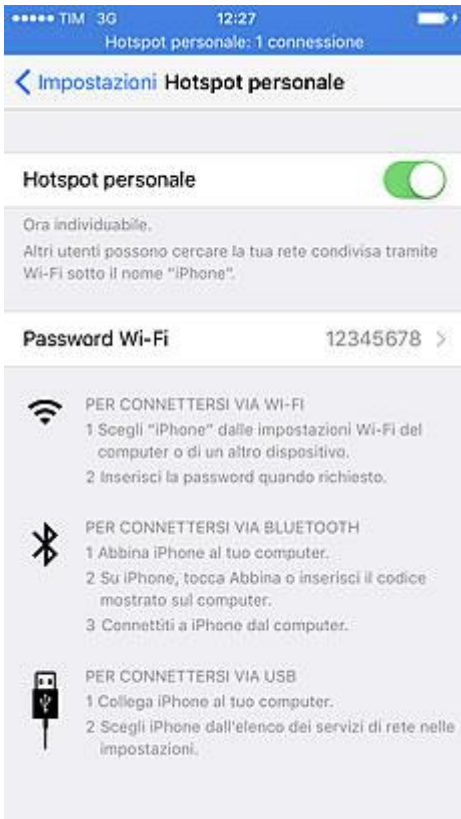 TIM 3G 12:27
Hotspot personale: 1 connessione
Impostazioni Hotspot personale
Hotspot personale
Ora individuabile.
Altri utenti possono cercare la tua rete condivisa tramite
Wi-Fi sotto il nome "iPhone".
Password Wi-Fi 12345678
PER CONNETTERSI VIA WI-FI
1 Scegli "iPhone" dalle impostazioni Wi-Fi del
computer o di un altro dispositivo.
2 Inserisci la password quando richiesto.
PER CONNETTERSI VIA BLUETOOTH
1 Abbina iPhone al tuo computer.
2 Su iPhone, tocca Abbina o inserisci il codice
mostrato sul computer.
3 Connettiti a iPhone dal computer.
PER CONNETTERSI VIA USB
1 Collega iPhone al tuo computer.
2 Scegli iPhone dall'elenco dei servizi di rete nelle
impostazioni.